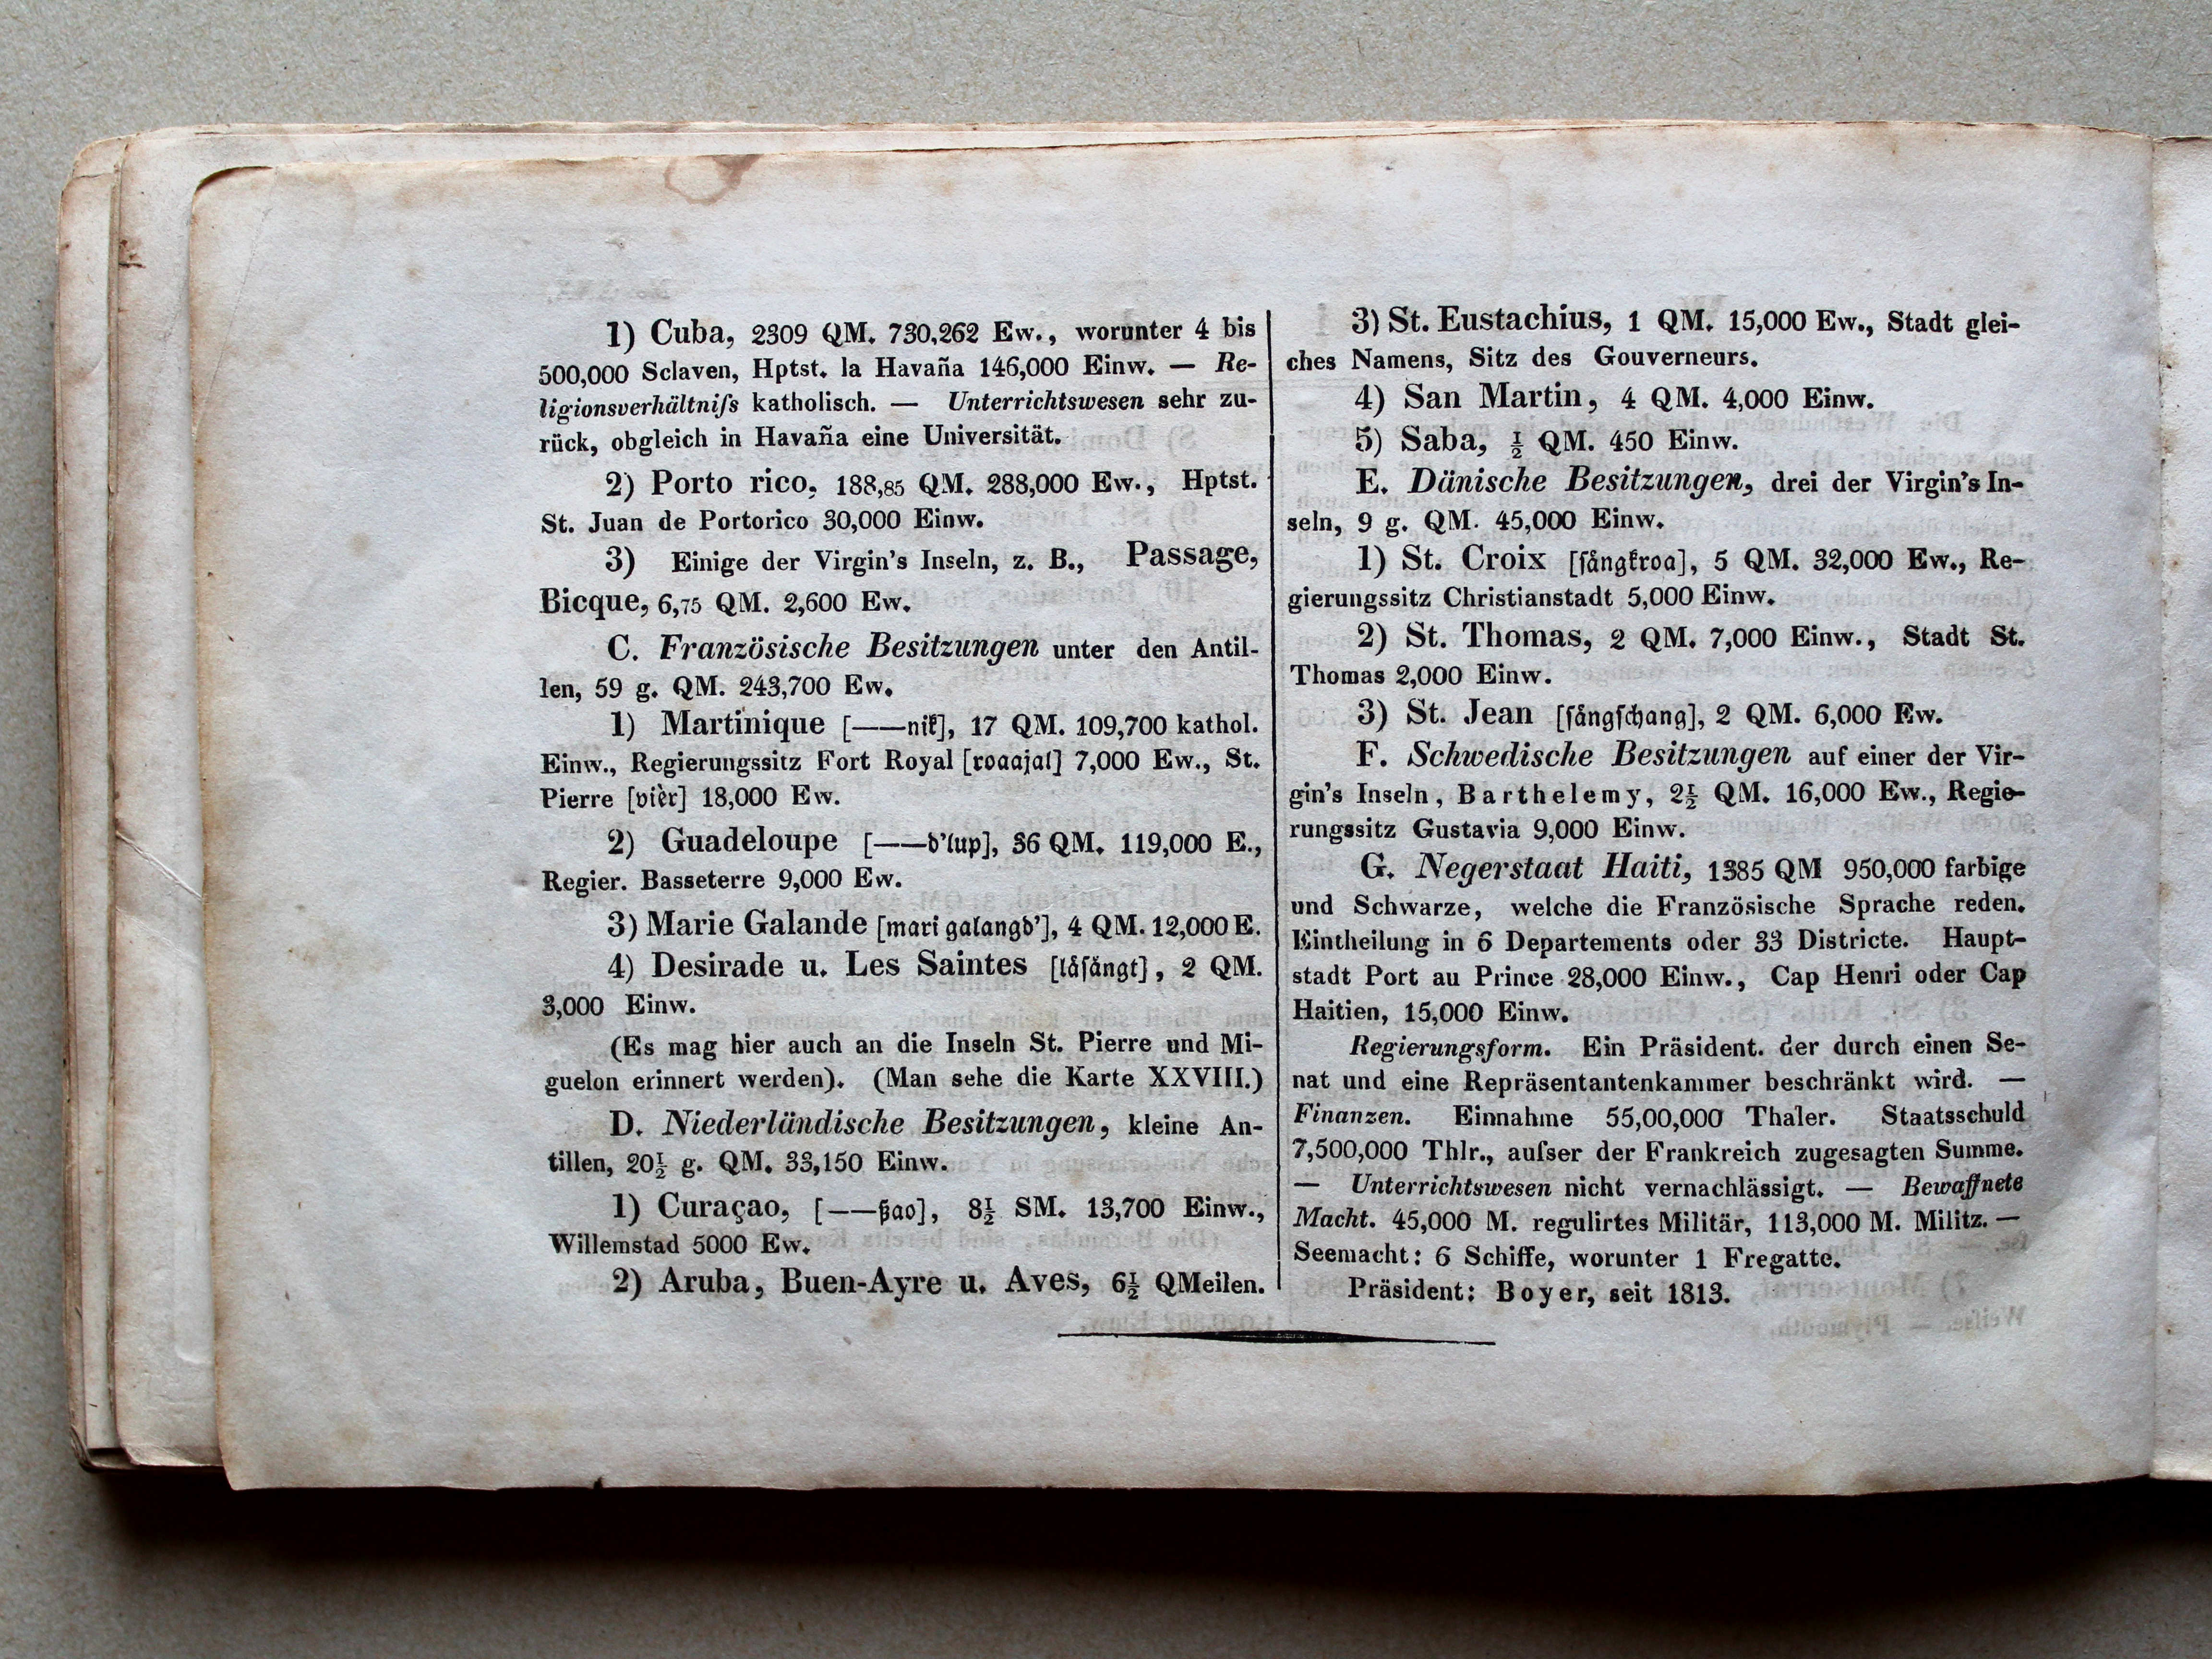 1) Cuba, 2309 QM. 730,262 Ew., worunter 4 bis
500,000 Sclaven, Hptst. la Havaña 146,000 Einw. — Re-
ligionsverhältniſs katholisch. — Unterrichtswesen sehr zu-
rück, obgleich in Havaña eine Universität.
2) Porto rico, 188,85 QM. 288,000 Ew., Hptst.
St. Juan de Portorico 30,000 Einw.
3) Einige der Virgin's Inseln, z. B., Passage,
Bicque, 6,75 QM. 2,600 Ew.
C. Französische Besitzungen unter den Antil-
len, 59 g. QM. 243,700 Ew.
1) Martinique [——nik], 17 QM. 109,700 kathol.
Einw., Regierungssitz Fort Royal [roaajal] 7,000 Ew., St.
Pierre [pièr] 18,000 Ew.
2) Guadeloupe [——d'lup], 36 QM. 119,000 E.,
Regier. Basseterre 9,000 Ew.
3) Marie Galande [mari galangd'], 4 QM. 12,000 E.
4) Desirade u. Les Saintes [låſångt], 2 QM.
3,000 Einw.
(Es mag hier auch an die Inseln St. Pierre und Mi-
guelon erinnert werden). (Man sehe die Karte XXVIII.)
D. Niederländische Besitzungen, kleine An-
tillen, 20½ g. QM. 33,150 Einw.
1) Curaçao, [——ßao], 8½ SM. 13,700 Einw.,
Willemstad 5000 Ew.
2) Aruba, Buen-Ayre u. Aves, 6½ QMeilen.
3) St. Eustachius, 1 QM. 15,000 Ew., Stadt glei-
ches Namens, Sitz des Gouverneurs.
4) San Martin, 4 QM. 4,000 Einw.
5) Saba, ½ QM. 450 Einw.
E. Dänische Besitzungen, drei der Virgin's In-
seln, 9 g. QM. 45,000 Einw.
1) St. Croix [ſångkroa], 5 QM. 32,000 Ew., Re-
gierungssitz Christianstadt 5,000 Einw.
2) St. Thomas, 2 QM. 7,000 Einw., Stadt St.
Thomas 2,000 Einw.
3) St. Jean [ſångſchang], 2 QM. 6,000 Ew.
F. Schwedische Besitzungen auf einer der Vir-
gin's Inseln, Barthelemy, 2½ QM. 16,000 Ew., Regie-
rungssitz Gustavia 9,000 Einw.
G. Negerstaat Haiti, 1385 QM 950,000 farbige
und Schwarze, welche die Französische Sprache reden.
Eintheilung in 6 Departements oder 33 Districte. Haupt-
stadt Port au Prince 28,000 Einw., Cap Henri oder Cap
Haitien, 15,000 Einw.
Regierungsform. Ein Präsident. der durch einen Se-
nat und eine Repräsentantenkammer beschränkt wird. —
Finanzen. Einnahme 55,00,000 Thaler. Staatsschuld
7,500,000 Thlr., auſser der Frankreich zugesagten Summe.
— Unterrichtswesen nicht vernachlässigt. — Bewaffnete
Macht. 45,000 M. regulirtes Militär, 113,000 M. Militz. —
Seemacht: 6 Schiffe, worunter 1 Fregatte.
Präsident: Boyer, seit 1813.